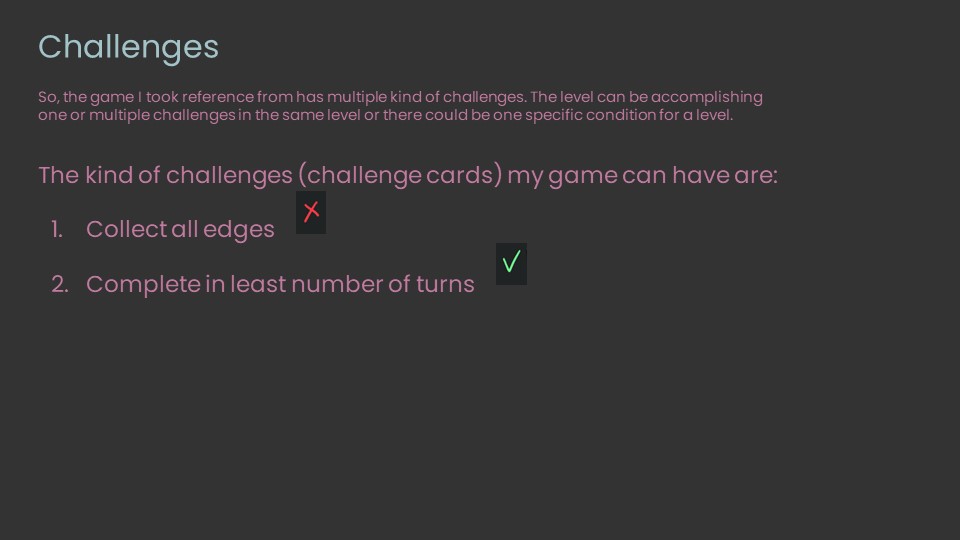 Challenges
So, the game I took reference from has multiple kind of challenges. The level can be accomplishing
one or multiple challenges in the same level or there could be one specific condition for a level.
The kind of challenges (challenge cards) my game can have are:
1. Collect all edges
2. Complete in least number of turns